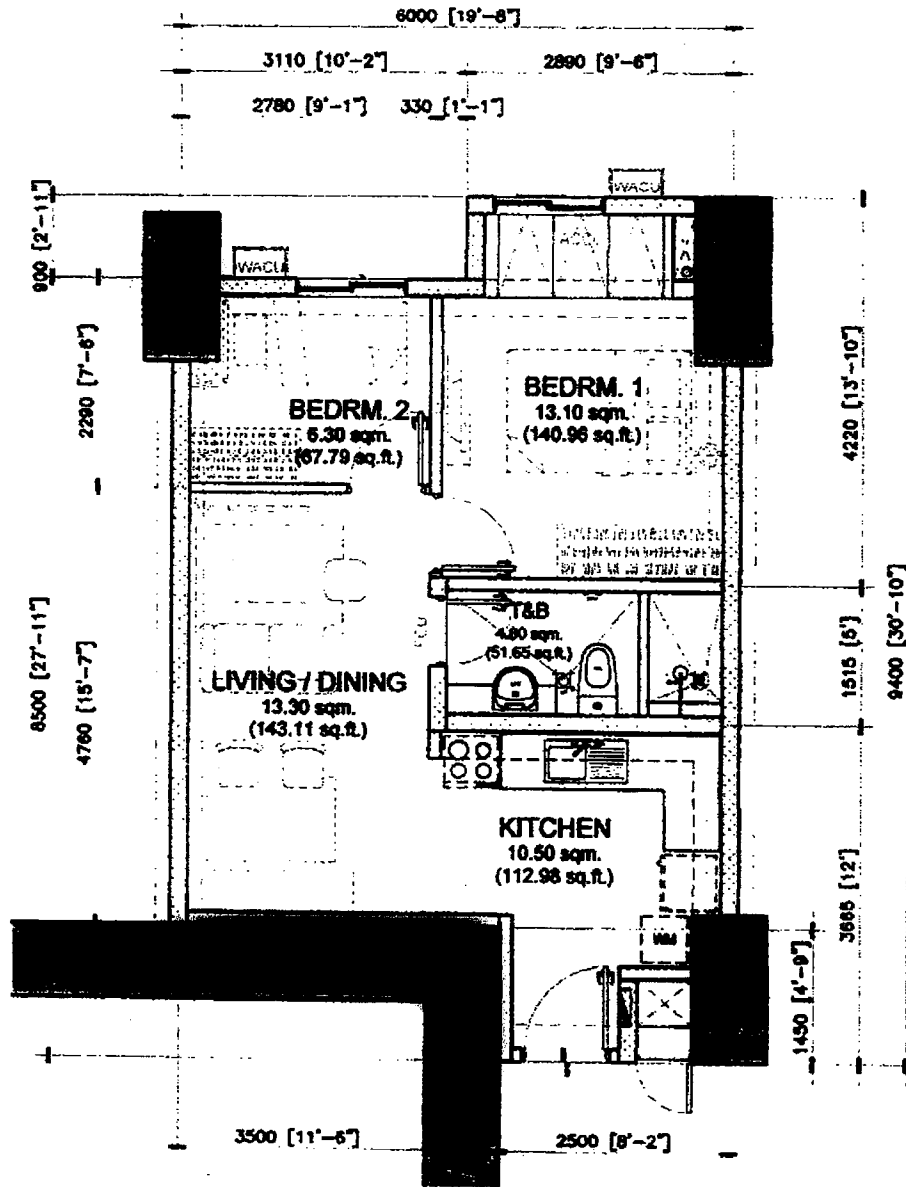 6000 [19'-8"]
3110 [10'-2"]
2890 [9'-6"]
2780 [9'-1"]
330 [1'-1"]
WACU
900 [2'-11"]
WACU
2290 [7'-6"]
4220 [13'-10"]
BEDRM. 1
13.10 sqm.
(140.96 sq.ft.)
BEDRM. 2
6.30 sqm.
(67.79 sq.ft.)
T&B
4.80 sqm.
(51.65 sq.ft.)
1515 [5']
9400 [30'-10"]
8500 [27'-11"]
4760 [15'-7"]
LIVING / DINING
13.30 sqm.
(143.11 sq.ft.)
KITCHEN
10.50 sqm.
(112.98 sq.ft.)
3665 [12']
WM
1450 [4'-9"]
3500 [11'-6"]
2500 [8'-2"]